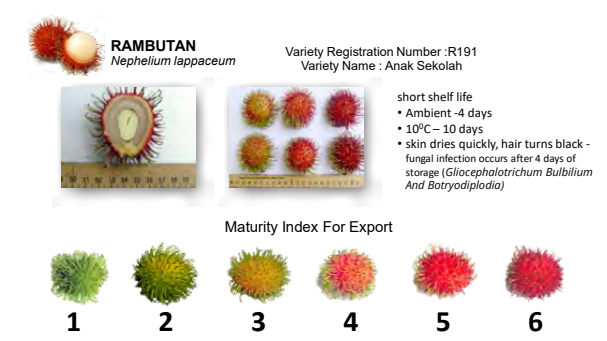 RAMBUTAN
Nephelium lappaceum
Variety Registration Number :R191
Variety Name : Anak Sekolah
short shelf life
• Ambient -4 days
• 10⁰C – 10 days
• skin dries quickly, hair turns black -
fungal infection occurs after 4 days of
storage (Gliocephalotrichum Bulbilium
And Botryodiplodia)
Maturity Index For Export
1 2 3 4 5 6